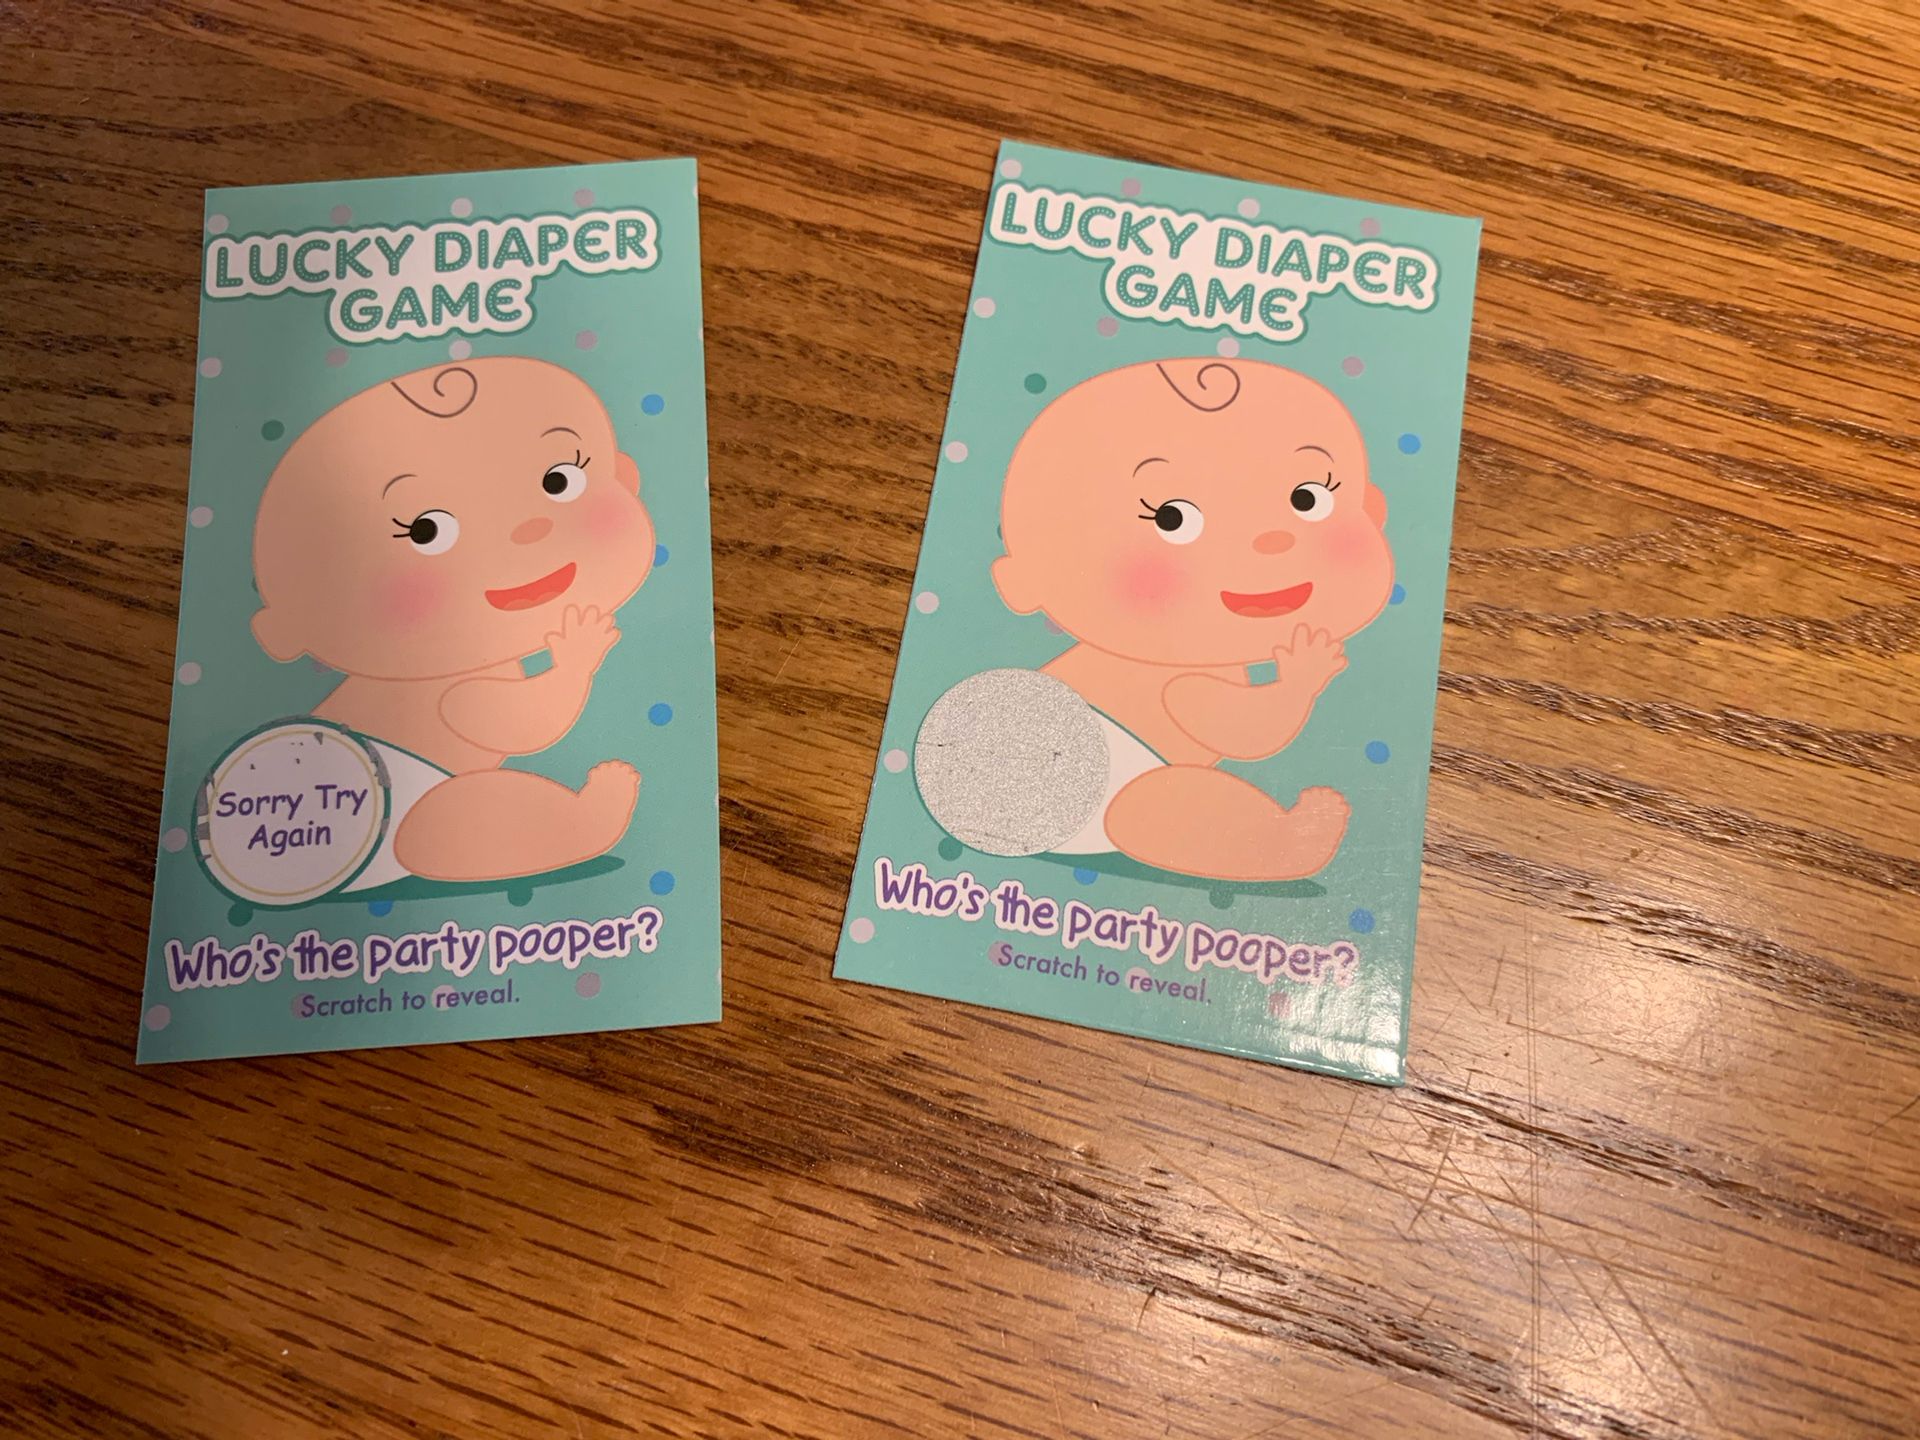 LUCKY DIAPER
GAME
Sorry Try
Again
Who's the party pooper?
Scratch to reveal.
LUCKY DIAPER
GAME
Who's the party pooper?
Scratch to reveal.